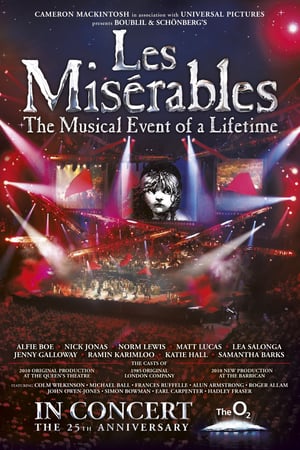 CAMERON MACKINTOSH in association with UNIVERSAL PICTURES
presents BOUBLIL & SCHÖNBERG'S
Les
Misérables
The Musical Event of a Lifetime
ALFIE BOE NICK JONAS NORM LEWIS MATT LUCAS LEA SALONGA
JENNY GALLOWAY RAMIN KARIMLOO KATIE HALL SAMANTHA BARKS
THE CASTS OF
2010 ORIGINAL PRODUCTION 1985 ORIGINAL 2010 NEW PRODUCTION
AT THE QUEEN'S THEATRE LONDON COMPANY AT THE BARBICAN
FEATURING COLM WILKINSON MICHAEL BALL FRANCES RUFFELLE ALUN ARMSTRONG ROGER ALLAM
JOHN OWEN-JONES SIMON BOWMAN EARL CARPENTER HADLEY FRASER
IN CONCERT
THE 25TH ANNIVERSARY
The O2